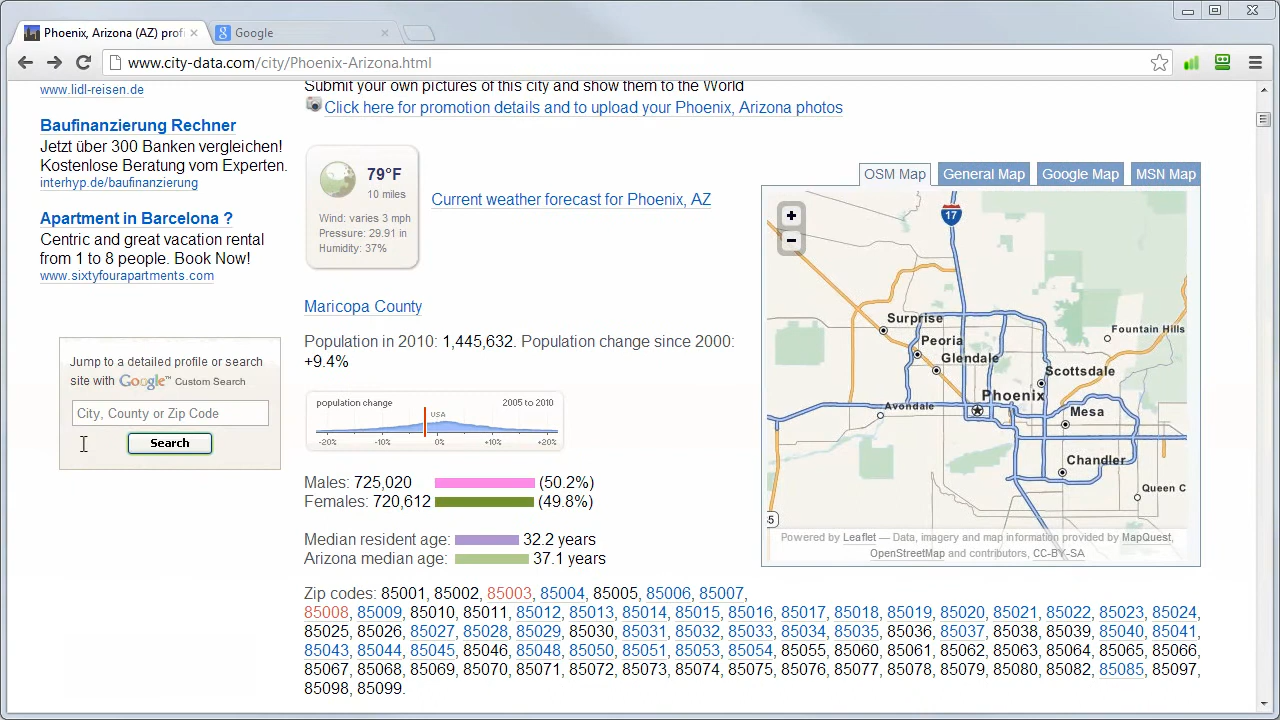 Phoenix, Arizona (AZ) profi
Google
www.city-data.com/city/Phoenix-Arizona.html
www.lidl-reisen.de
Baufinanzierung Rechner
Jetzt über 300 Banken vergleichen!
Kostenlose Beratung vom Experten.
interhyp.de/baufinanzierung
Apartment in Barcelona ?
Centric and great vacation rental
from 1 to 8 people. Book Now!
www.sixtyfourapartments.com
Jump to a detailed profile or search
site with Google™ Custom Search
City, County or Zip Code
Search
Submit your own pictures of this city and show them to the World
Click here for promotion details and to upload your Phoenix, Arizona photos
79°F
10 miles
Wind: varies 3 mph
Pressure: 29.91 in
Humidity: 37%
Current weather forecast for Phoenix, AZ
Maricopa County
Population in 2010: 1,445,632. Population change since 2000:
+9.4%
population change 2005 to 2010
USA
-20% -10% 0% +10% +20%
Males: 725,020 (50.2%)
Females: 720,612 (49.8%)
Median resident age: 32.2 years
Arizona median age: 37.1 years
OSM Map General Map Google Map MSN Map
+
−
17
Surprise
Fountain Hills
Peoria
Glendale
Scottsdale
Phoenix
Avondale
Mesa
Chandler
Queen C
5
Powered by Leaflet — Data, imagery and map information provided by MapQuest,
OpenStreetMap and contributors, CC-BY-SA
Zip codes: 85001, 85002, 85003, 85004, 85005, 85006, 85007,
85008, 85009, 85010, 85011, 85012, 85013, 85014, 85015, 85016, 85017, 85018, 85019, 85020, 85021, 85022, 85023, 85024,
85025, 85026, 85027, 85028, 85029, 85030, 85031, 85032, 85033, 85034, 85035, 85036, 85037, 85038, 85039, 85040, 85041,
85043, 85044, 85045, 85046, 85048, 85050, 85051, 85053, 85054, 85055, 85060, 85061, 85062, 85063, 85064, 85065, 85066,
85067, 85068, 85069, 85070, 85071, 85072, 85073, 85074, 85075, 85076, 85077, 85078, 85079, 85080, 85082, 85085, 85097,
85098, 85099.